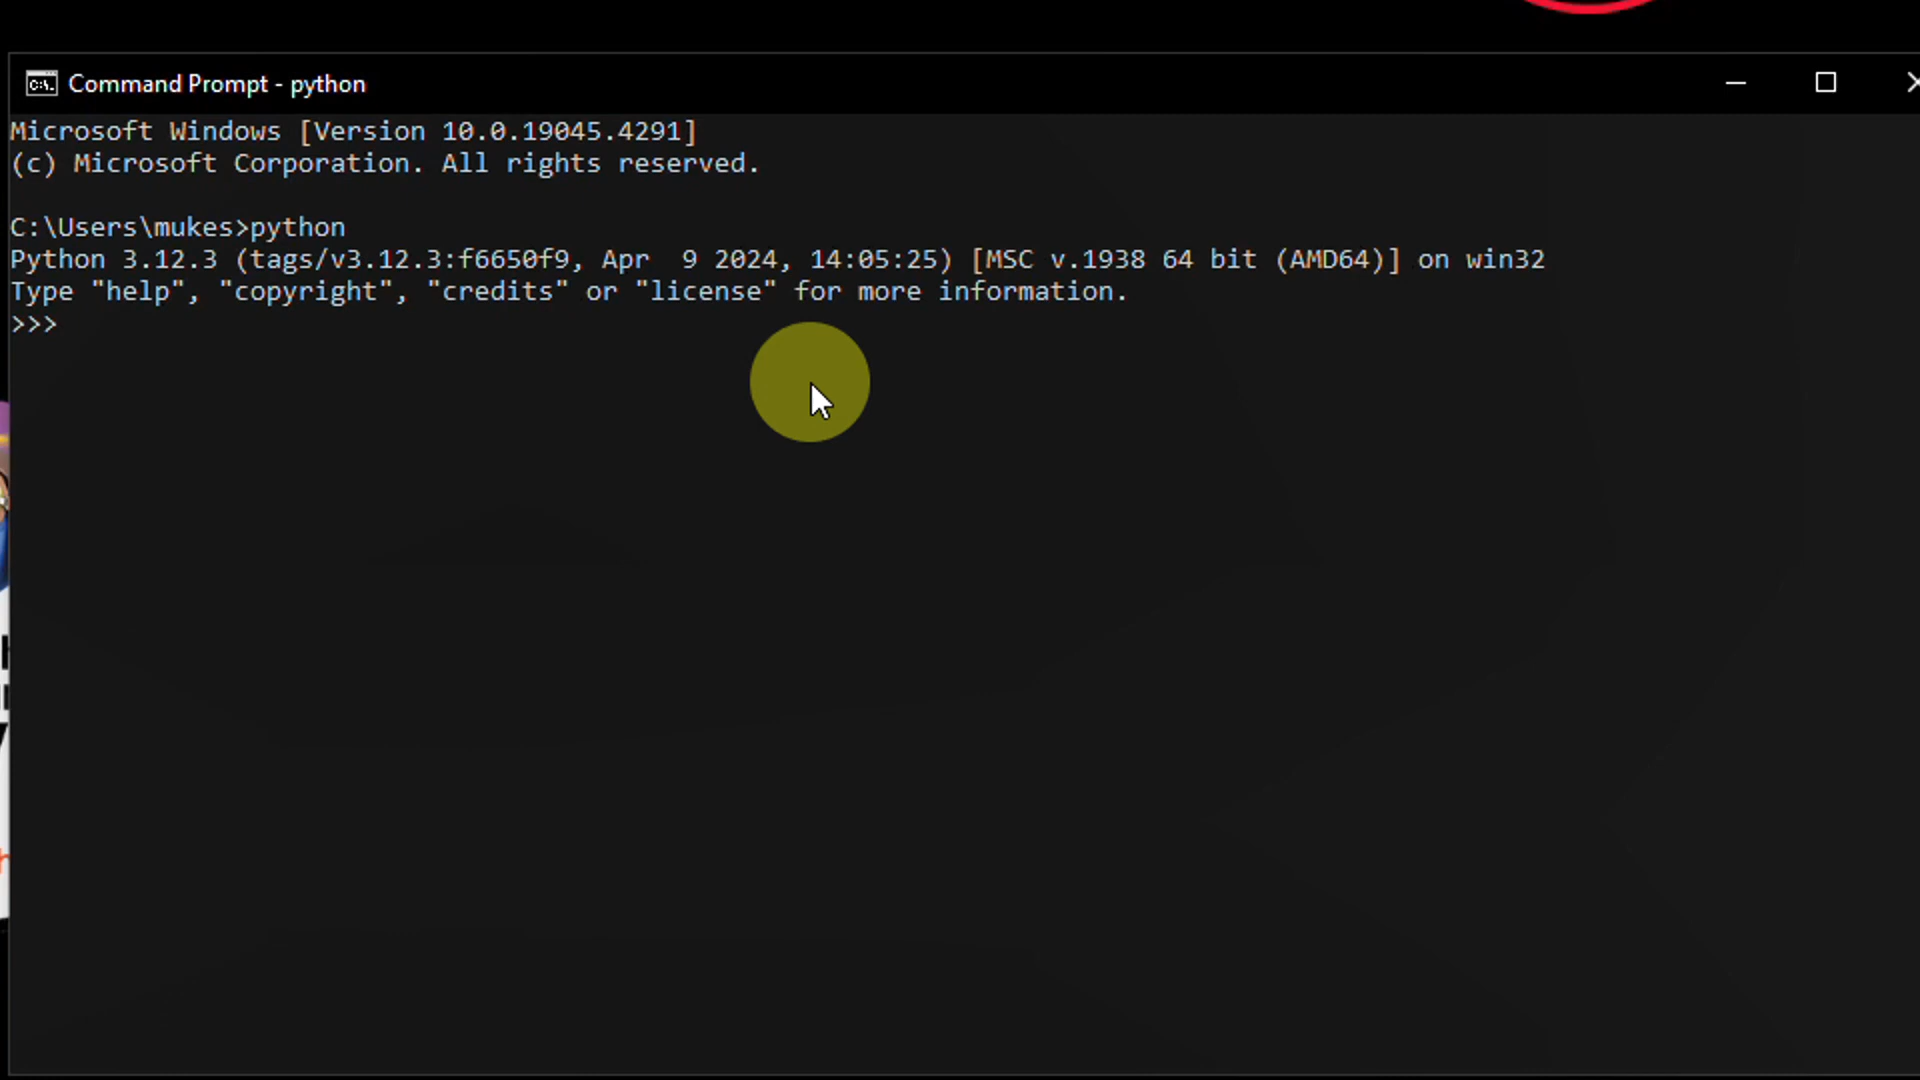 Command Prompt - python
Microsoft Windows [Version 10.0.19045.4291]
(c) Microsoft Corporation. All rights reserved.
C:\Users\mukes>python
Python 3.12.3 (tags/v3.12.3:f6650f9, Apr  9 2024, 14:05:25) [MSC v.1938 64 bit (AMD64)] on win32
Type "help", "copyright", "credits" or "license" for more information.
>>>